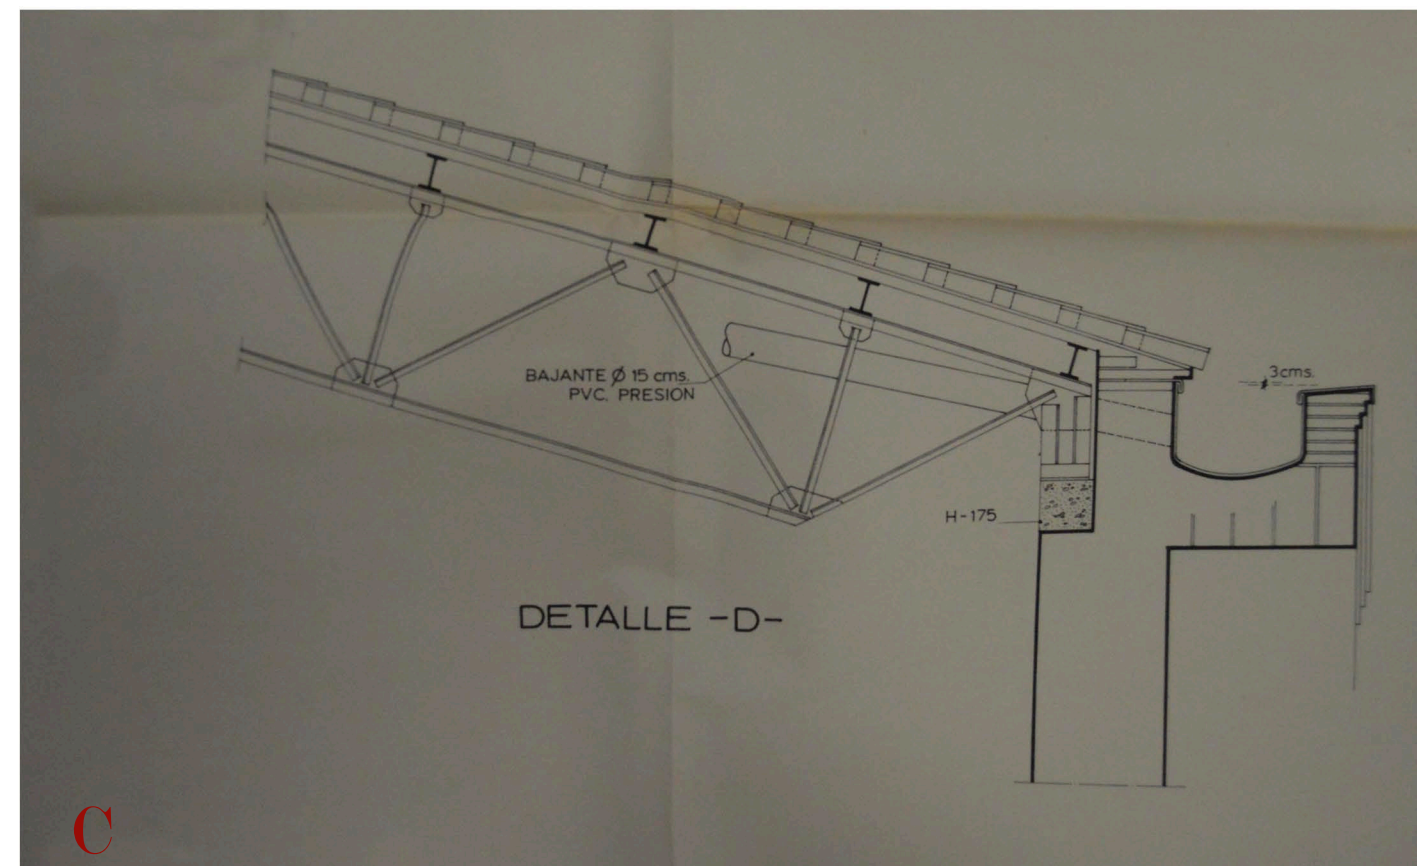 BAJANTE Ø 15 cms.
PVC. PRESION
3cms.
H-175
DETALLE -D-
C